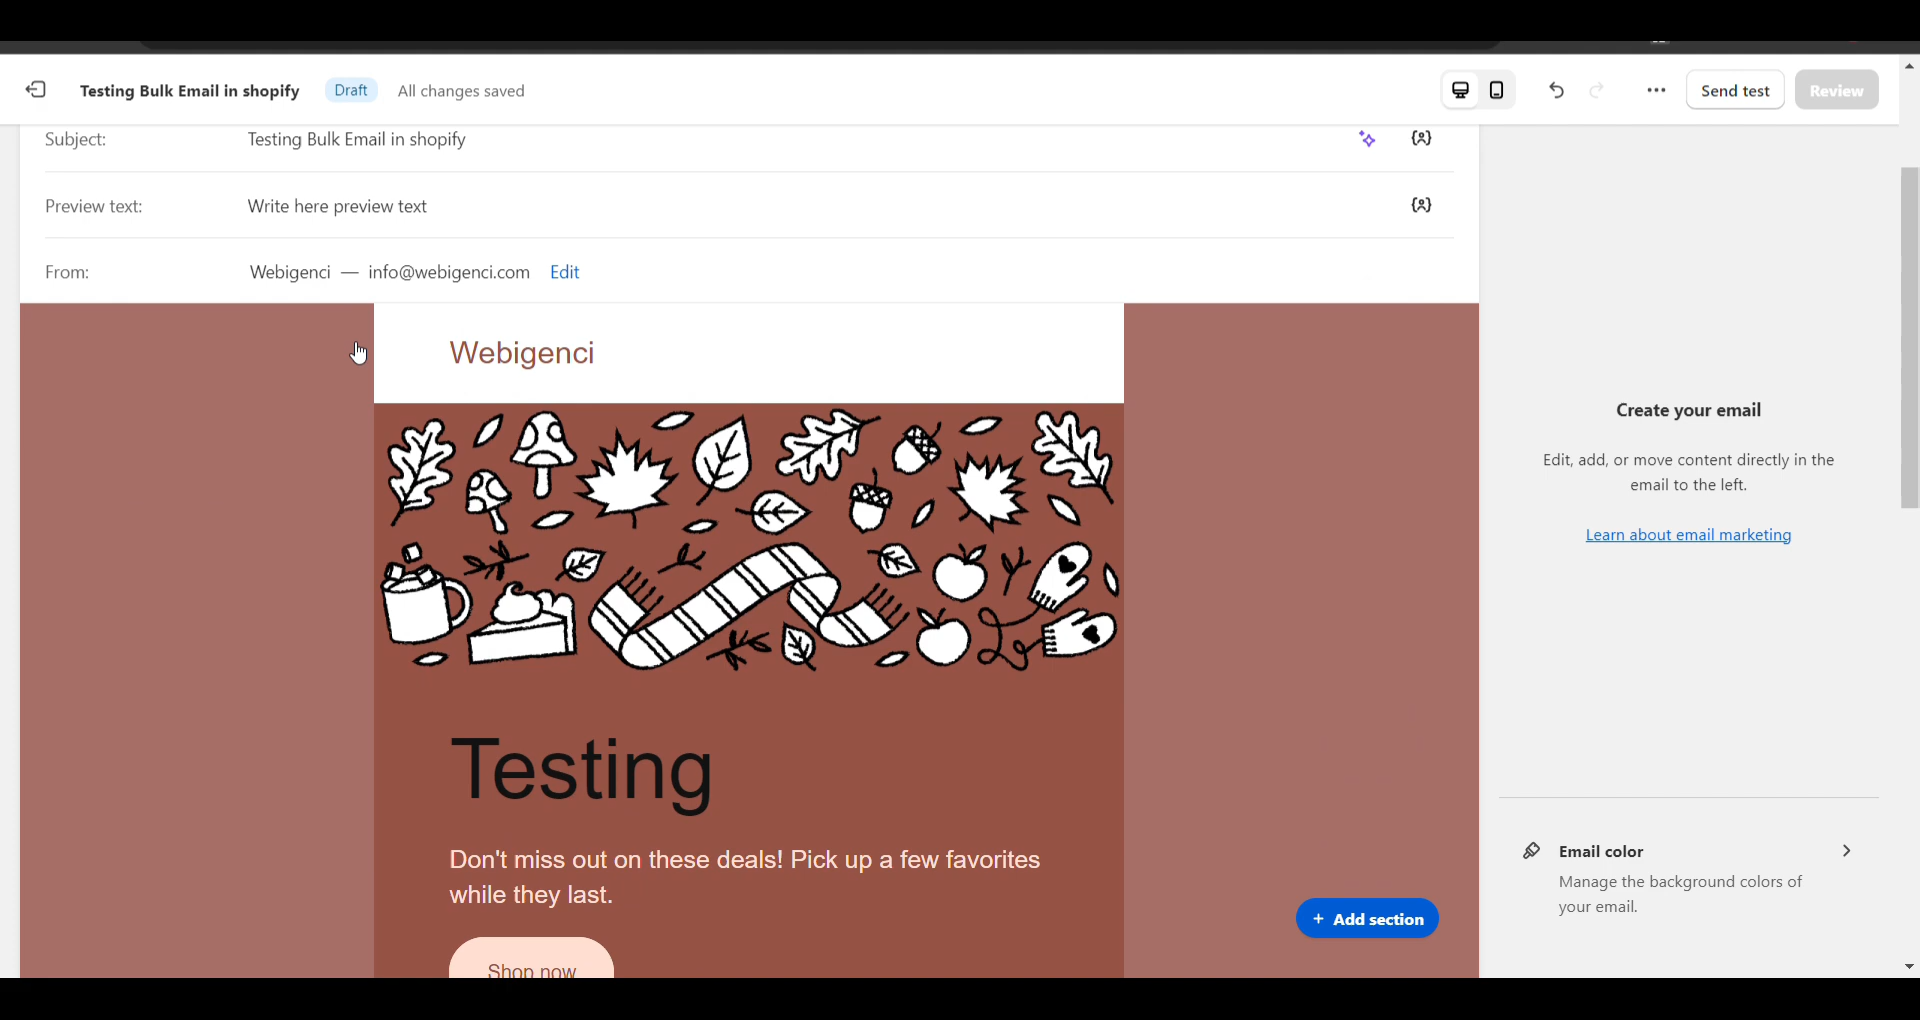 Testing Bulk Email in shopify Draft All changes saved Send test Review
Subject: Testing Bulk Email in shopify
Preview text: Write here preview text
From: Webigenci — info@webigenci.com Edit
Webigenci
Testing
Don't miss out on these deals! Pick up a few favorites
while they last.
Shop now
+ Add section
Create your email
Edit, add, or move content directly in the
email to the left.
Learn about email marketing
Email color
Manage the background colors of
your email.